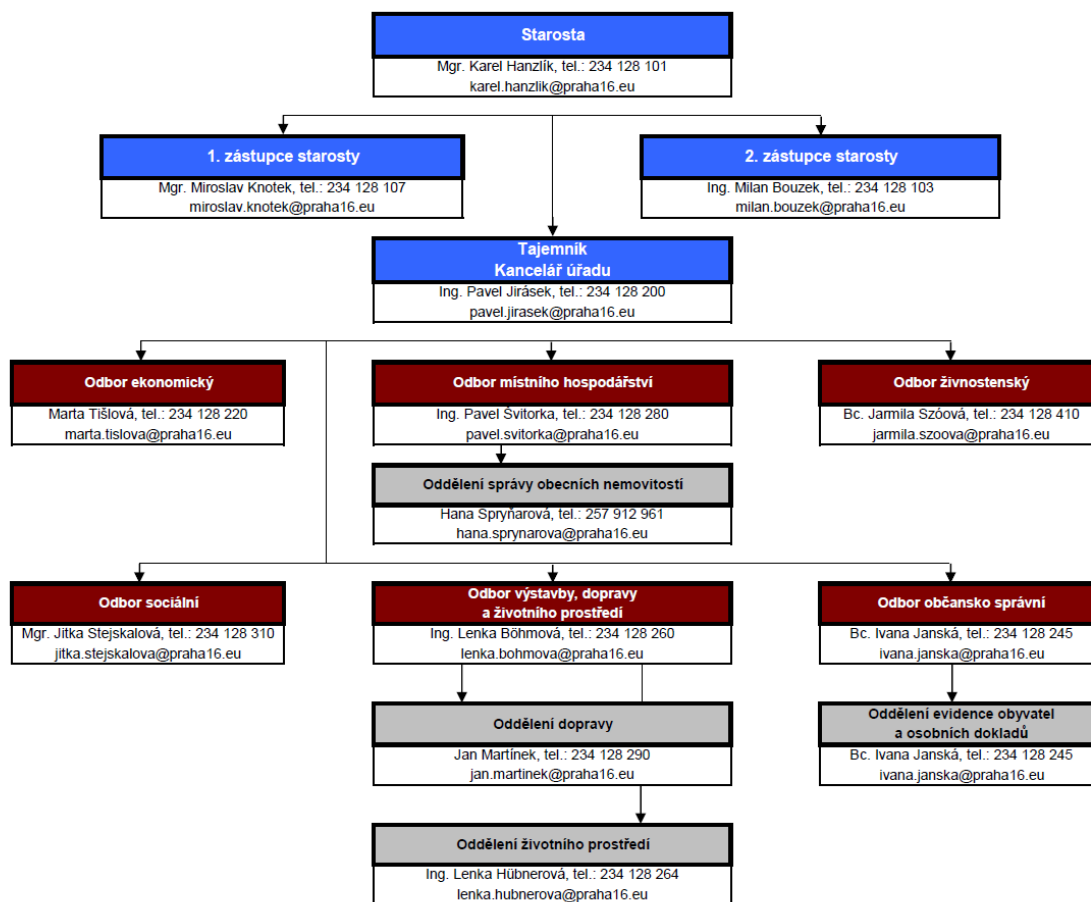 Starosta
Mgr. Karel Hanzlík, tel.: 234 128 101
karel.hanzlik@praha16.eu
1. zástupce starosty
Mgr. Miroslav Knotek, tel.: 234 128 107
miroslav.knotek@praha16.eu
2. zástupce starosty
Ing. Milan Bouzek, tel.: 234 128 103
milan.bouzek@praha16.eu
Tajemník
Kancelář úřadu
Ing. Pavel Jirásek, tel.: 234 128 200
pavel.jirasek@praha16.eu
Odbor ekonomický
Marta Tišlová, tel.: 234 128 220
marta.tislova@praha16.eu
Odbor místního hospodářství
Ing. Pavel Švitorka, tel.: 234 128 280
pavel.svitorka@praha16.eu
Odbor živnostenský
Bc. Jarmila Szóová, tel.: 234 128 410
jarmila.szoova@praha16.eu
Oddělení správy obecních nemovitostí
Hana Spryňarová, tel.: 257 912 961
hana.sprynarova@praha16.eu
Odbor sociální
Mgr. Jitka Stejskalová, tel.: 234 128 310
jitka.stejskalova@praha16.eu
Odbor výstavby, dopravy
a životního prostředí
Ing. Lenka Böhmová, tel.: 234 128 260
lenka.bohmova@praha16.eu
Odbor občansko správní
Bc. Ivana Janská, tel.: 234 128 245
ivana.janska@praha16.eu
Oddělení dopravy
Jan Martínek, tel.: 234 128 290
jan.martinek@praha16.eu
Oddělení evidence obyvatel
a osobních dokladů
Bc. Ivana Janská, tel.: 234 128 245
ivana.janska@praha16.eu
Oddělení životního prostředí
Ing. Lenka Hübnerová, tel.: 234 128 264
lenka.hubnerova@praha16.eu